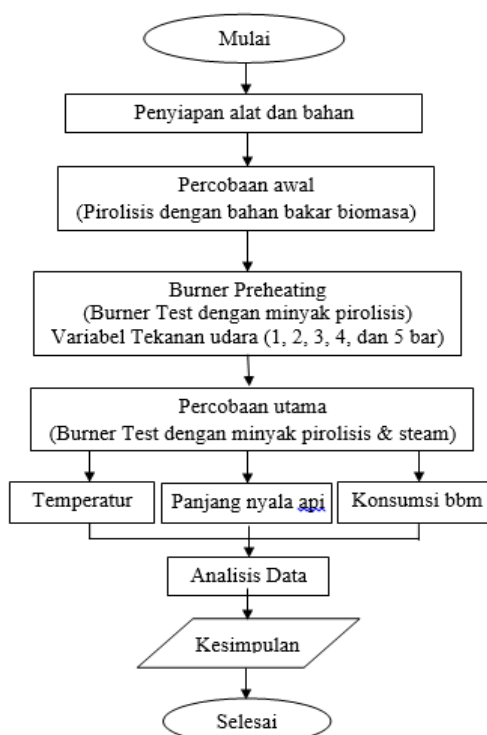 Mulai
Penyiapan alat dan bahan
Percobaan awal
(Pirolisis dengan bahan bakar biomasa)
Burner Preheating
(Burner Test dengan minyak pirolisis)
Variabel Tekanan udara (1, 2, 3, 4, dan 5 bar)
Percobaan utama
(Burner Test dengan minyak pirolisis & steam)
Temperatur
Panjang nyala api
Konsumsi bbm
Analisis Data
Kesimpulan
Selesai